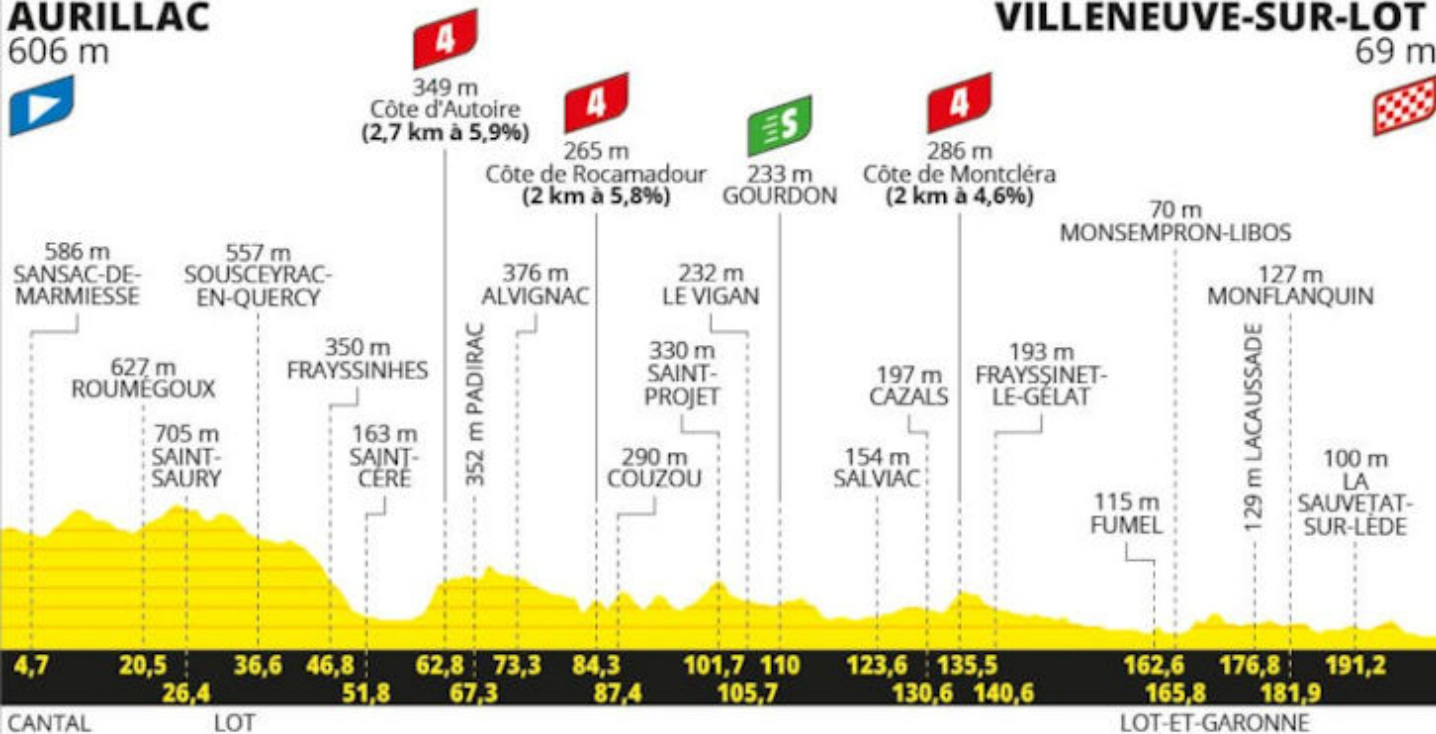 AURILLAC
606 m
VILLENEUVE-SUR-LOT
69 m
4
349 m
Côte d'Autoire
(2,7 km à 5,9%)
4
265 m
Côte de Rocamadour
(2 km à 5,8%)
S
233 m
GOURDON
4
286 m
Côte de Montcléra
(2 km à 4,6%)
70 m
MONSEMPRON-LIBOS
586 m
SANSAC-DE-
MARMIESSE
557 m
SOUSCEYRAC-
EN-QUERCY
376 m
ALVIGNAC
232 m
LE VIGAN
127 m
MONFLANQUIN
627 m
ROUMÉGOUX
350 m
FRAYSSINHES
352 m PADIRAC
330 m
SAINT-
PROJET
197 m
CAZALS
193 m
FRAYSSINET-
LE-GÉLAT
129 m LACAUSSADE
705 m
SAINT-
SAURY
163 m
SAINT-
CÉRÉ
290 m
COUZOU
154 m
SALVIAC
115 m
FUMEL
100 m
LA
SAUVETAT-
SUR-LÈDE
4,7 20,5 36,6 46,8 62,8 73,3 84,3 101,7 110 123,6 135,5 162,6 176,8 191,2
26,4 51,8 67,3 87,4 105,7 130,6 140,6 165,8 181,9
CANTAL LOT LOT-ET-GARONNE